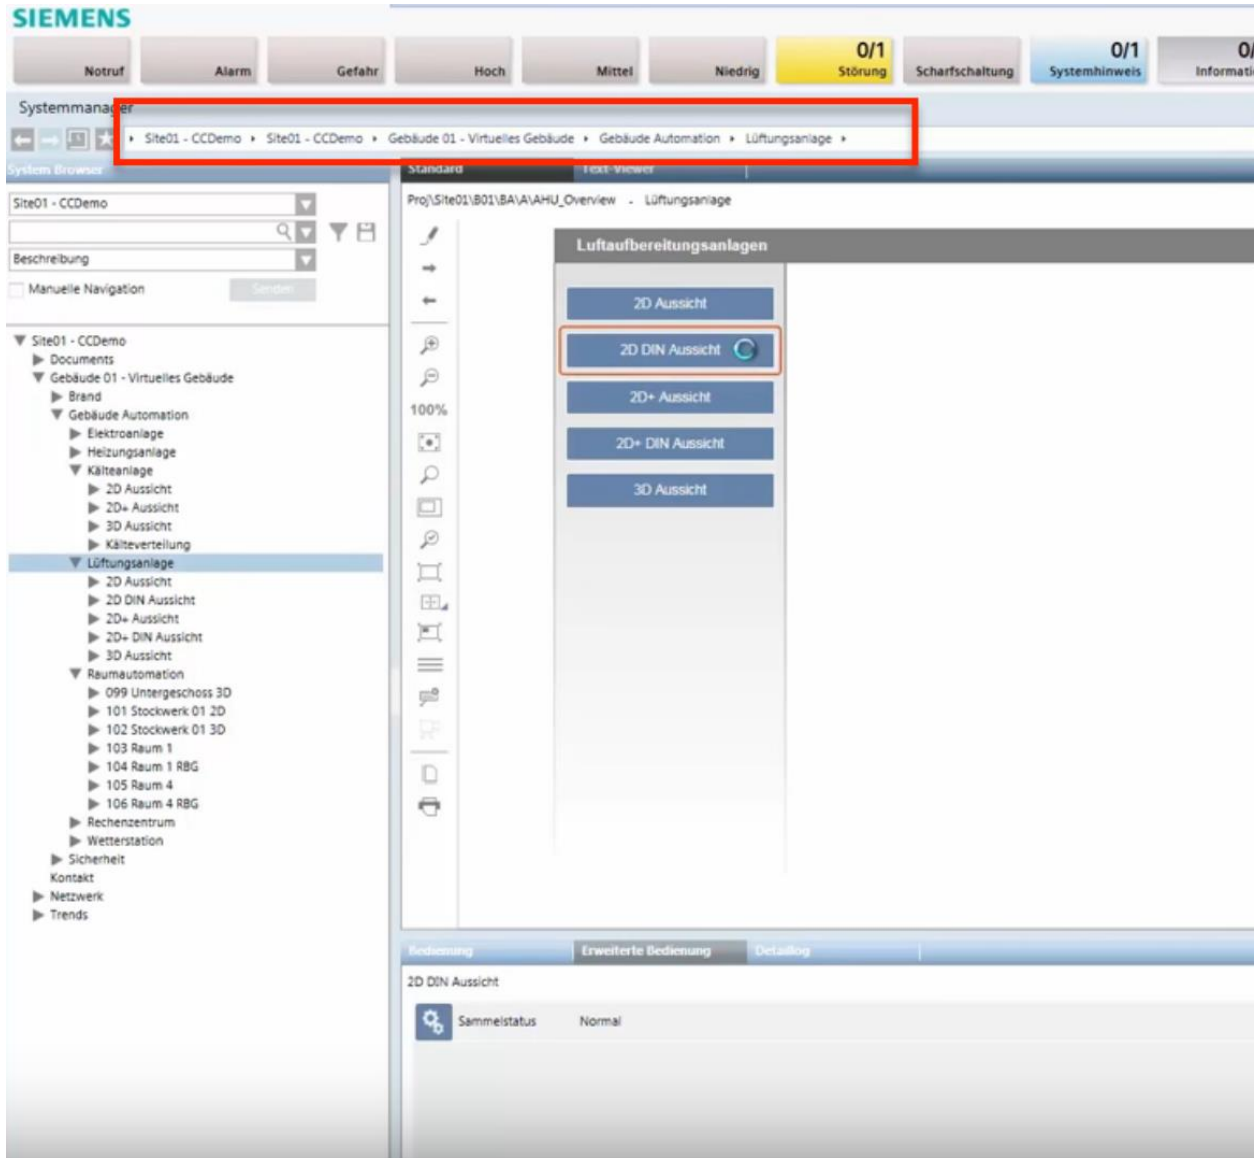 SIEMENS
Notruf
Alarm
Gefahr
Hoch
Mittel
Niedrig
0/1
Störung
Scharfschaltung
0/1
Systemhinweis
0/
Informati
Systemmanager
Site01 - CCDemo
Site01 - CCDemo
Gebäude 01 - Virtuelles Gebäude
Gebäude Automation
Lüftungsanlage
System Browser
Site01 - CCDemo
Beschreibung
Manuelle Navigation
Senden
Site01 - CCDemo
Documents
Gebäude 01 - Virtuelles Gebäude
Brand
Gebäude Automation
Elektroanlage
Heizungsanlage
Kälteanlage
2D Aussicht
2D+ Aussicht
3D Aussicht
Kälteverteilung
Lüftungsanlage
2D Aussicht
2D DIN Aussicht
2D+ Aussicht
2D+ DIN Aussicht
3D Aussicht
Raumautomation
099 Untergeschoss 3D
101 Stockwerk 01 2D
102 Stockwerk 01 3D
103 Raum 1
104 Raum 1 RBG
105 Raum 4
106 Raum 4 RBG
Rechenzentrum
Wetterstation
Sicherheit
Kontakt
Netzwerk
Trends
Standard
Text-Viewer
Proj\Site01\B01\BA\A\AHU_Overview - Lüftungsanlage
100%
Luftaufbereitungsanlagen
2D Aussicht
2D DIN Aussicht
2D+ Aussicht
2D+ DIN Aussicht
3D Aussicht
Bedienung
Erweiterte Bedienung
Detaillog
2D DIN Aussicht
Sammelstatus
Normal